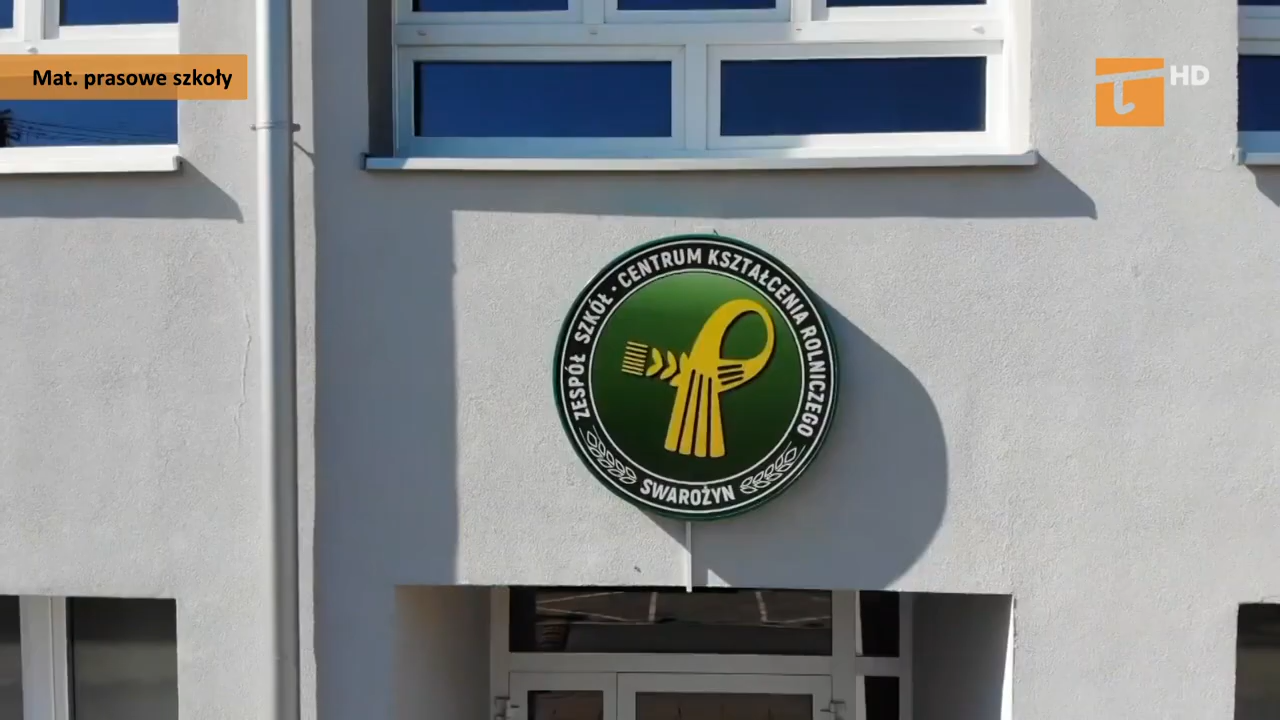 Mat. prasowe szkoły
HD
ZESPÓŁ SZKÓŁ • CENTRUM KSZTAŁCENIA ROLNICZEGO
SWAROŻYN